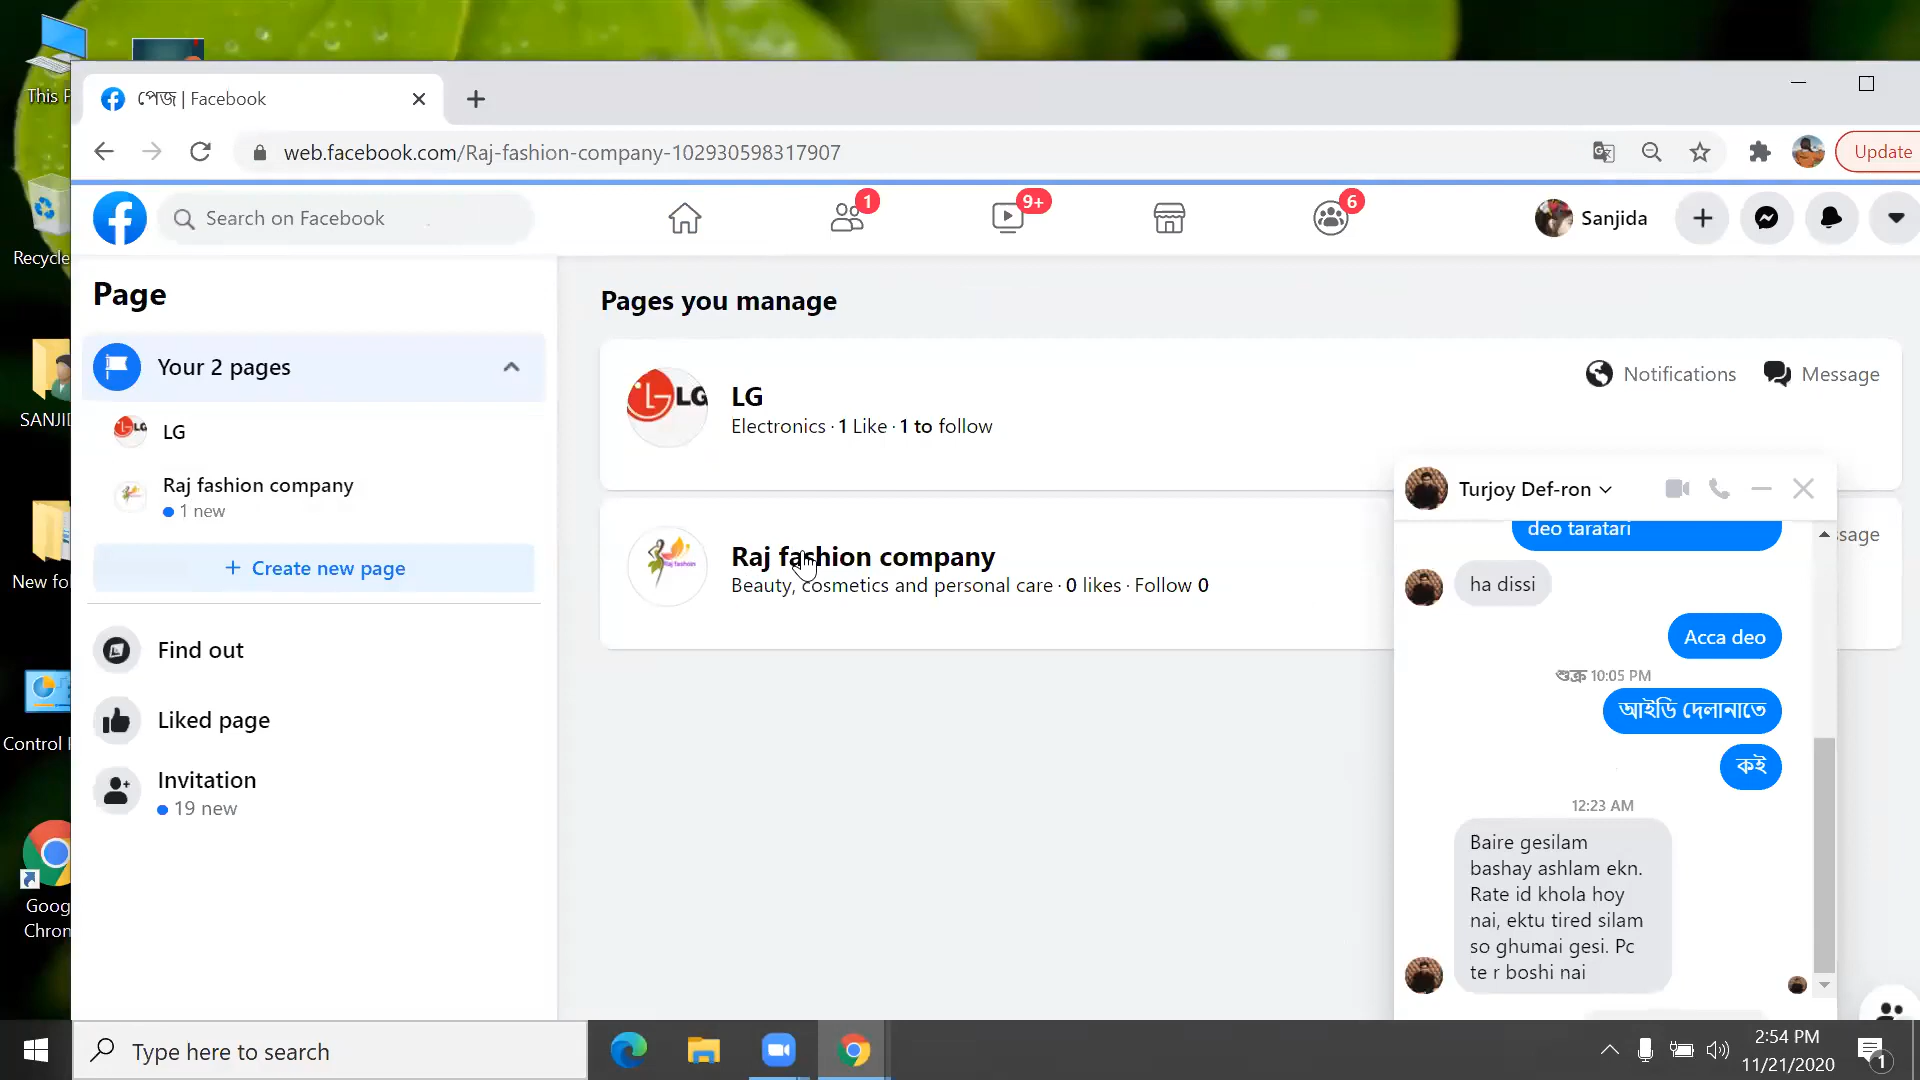 This P
Recycle
SANJID
New fo
Control
Goog
Chron
পেজ | Facebook
web.facebook.com/Raj-fashion-company-102930598317907
Update
Search on Facebook
1
9+
6
Sanjida
Page
Your 2 pages
LG
Raj fashion company
1 new
+ Create new page
Find out
Liked page
Invitation
19 new
Pages you manage
LG
LG
Electronics · 1 Like · 1 to follow
Notifications
Message
Raj fashion
Raj fashion company
Beauty, cosmetics and personal care · 0 likes · Follow 0
ssage
Turjoy Def-ron
deo taratari
ha dissi
Acca deo
শুক্র 10:05 PM
আইডি দেলানাতে
কই
12:23 AM
Baire gesilam
bashay ashlam ekn.
Rate id khola hoy
nai, ektu tired silam
so ghumai gesi. Pc
te r boshi nai
Type here to search
2:54 PM
11/21/2020
1